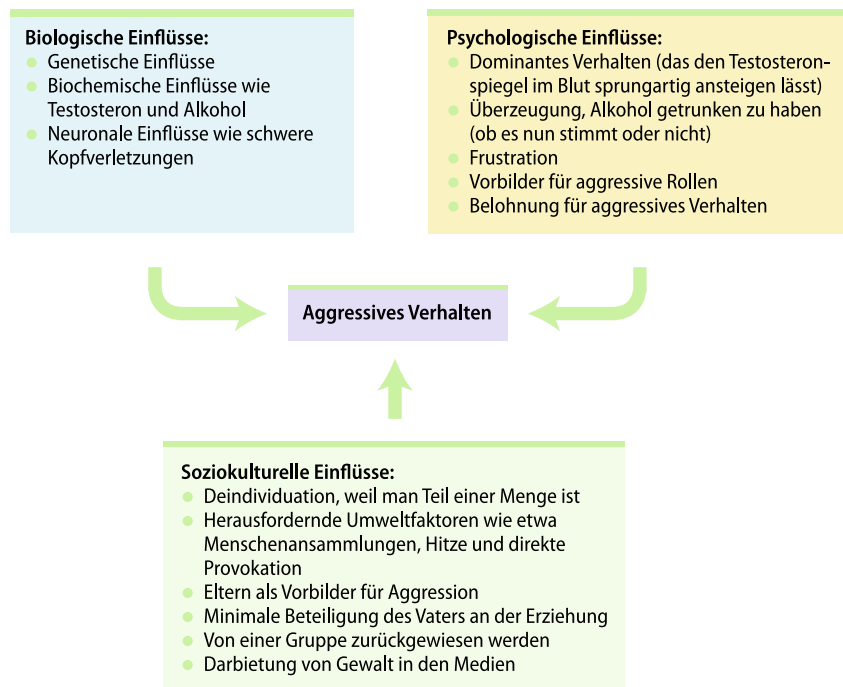 Biologische Einflüsse:
Genetische Einflüsse
Biochemische Einflüsse wie
Testosteron und Alkohol
Neuronale Einflüsse wie schwere
Kopfverletzungen
Psychologische Einflüsse:
Dominantes Verhalten (das den Testosteron-
spiegel im Blut sprungartig ansteigen lässt)
Überzeugung, Alkohol getrunken zu haben
(ob es nun stimmt oder nicht)
Frustration
Vorbilder für aggressive Rollen
Belohnung für aggressives Verhalten
Aggressives Verhalten
Soziokulturelle Einflüsse:
Deindividuation, weil man Teil einer Menge ist
Herausfordernde Umweltfaktoren wie etwa
Menschenansammlungen, Hitze und direkte
Provokation
Eltern als Vorbilder für Aggression
Minimale Beteiligung des Vaters an der Erziehung
Von einer Gruppe zurückgewiesen werden
Darbietung von Gewalt in den Medien